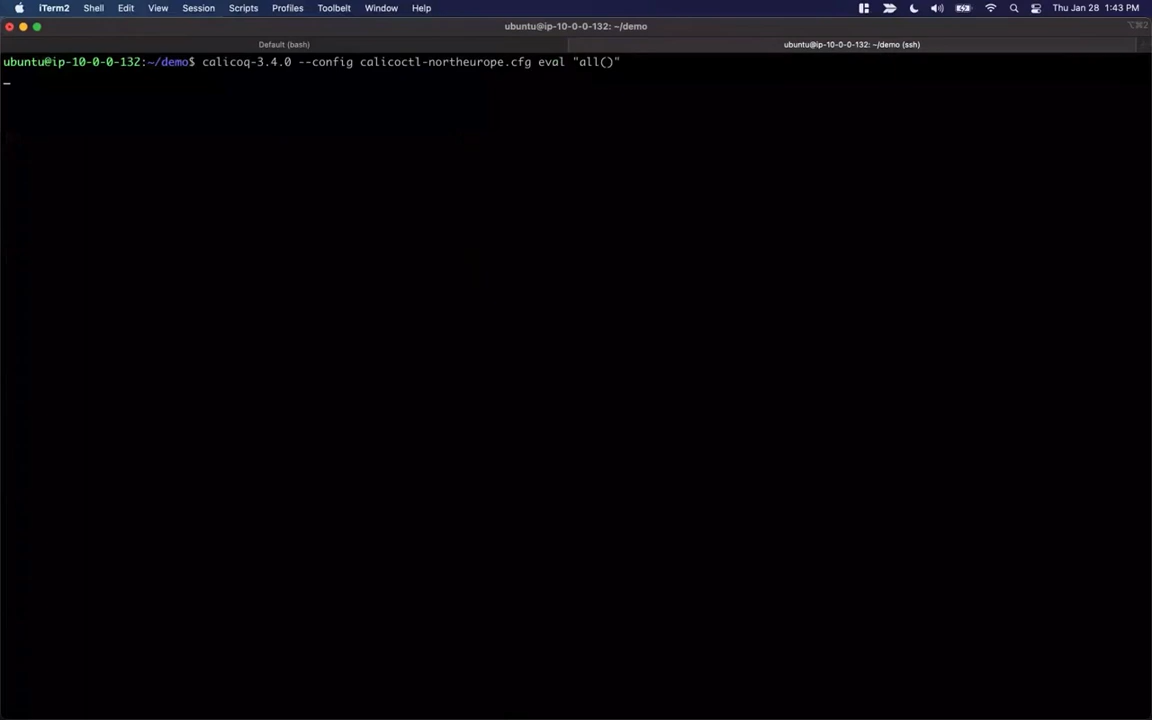 iTerm2 Shell Edit View Session Scripts Profiles Toolbelt Window Help Thu Jan 28 1:43 PM
ubuntu@ip-10-0-0-132: ~/demo ⌥⌘2
Default (bash) ubuntu@ip-10-0-0-132: ~/demo (ssh)
ubuntu@ip-10-0-0-132:~/demo$ calicoq-3.4.0 --config calicoctl-northeurope.cfg eval "all()"